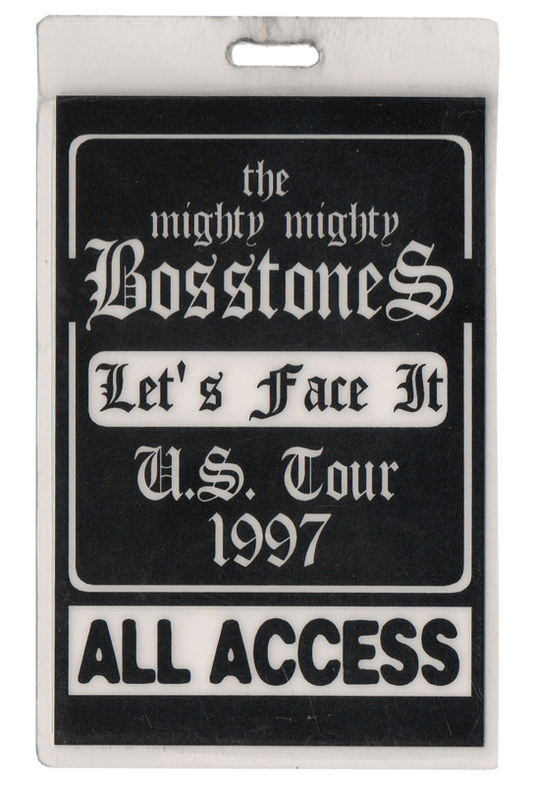 the
mighty mighty
BosstoneS
Let's Face It
U.S. Tour
1997
ALL ACCESS